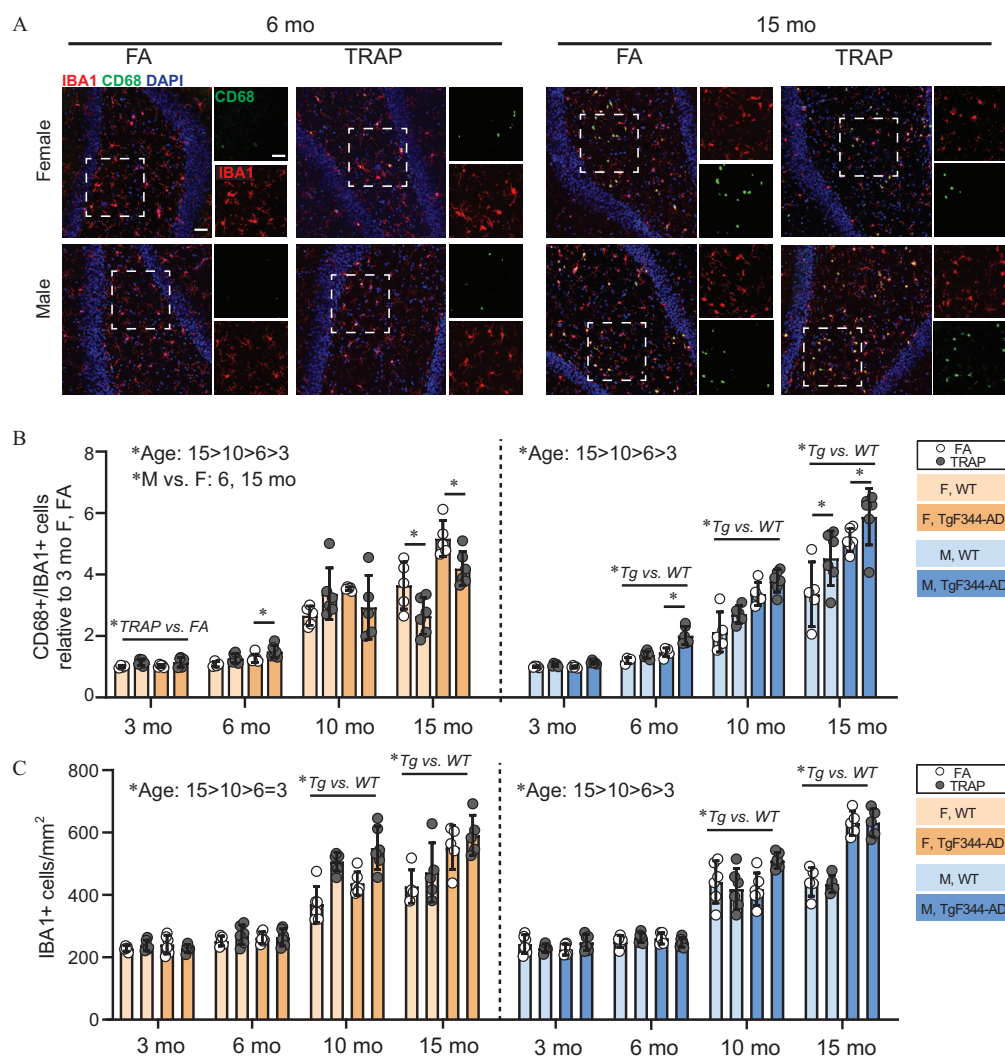 A
6 mo
15 mo
FA
TRAP
FA
TRAP
IBA1 CD68 DAPI
CD68
IBA1
Female
Male
B
CD68+/IBA1+ cells
relative to 3 mo F, FA
8
6
4
2
0
*Age: 15>10>6>3
*M vs. F: 6, 15 mo
*TRAP vs. FA
*
*
*
3 mo
6 mo
10 mo
15 mo
*Age: 15>10>6>3
*Tg vs. WT
*
*Tg vs. WT
*Tg vs. WT
*
*
3 mo
6 mo
10 mo
15 mo
FA
TRAP
F, WT
F, TgF344-AD
M, WT
M, TgF344-AD
C
IBA1+ cells/mm²
800
600
400
200
0
*Age: 15>10>6=3
*Tg vs. WT
*Tg vs. WT
3 mo
6 mo
10 mo
15 mo
*Age: 15>10>6>3
*Tg vs. WT
*Tg vs. WT
3 mo
6 mo
10 mo
15 mo
FA
TRAP
F, WT
F, TgF344-AD
M, WT
M, TgF344-AD